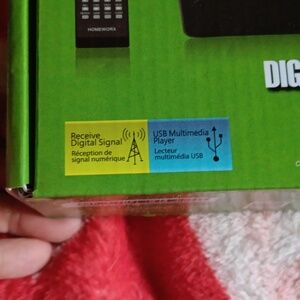 HOMEWORX
DIG
Receive
Digital Signal
Réception de
signal numérique
USB Multimedia
Player
Lecteur
multimédia USB